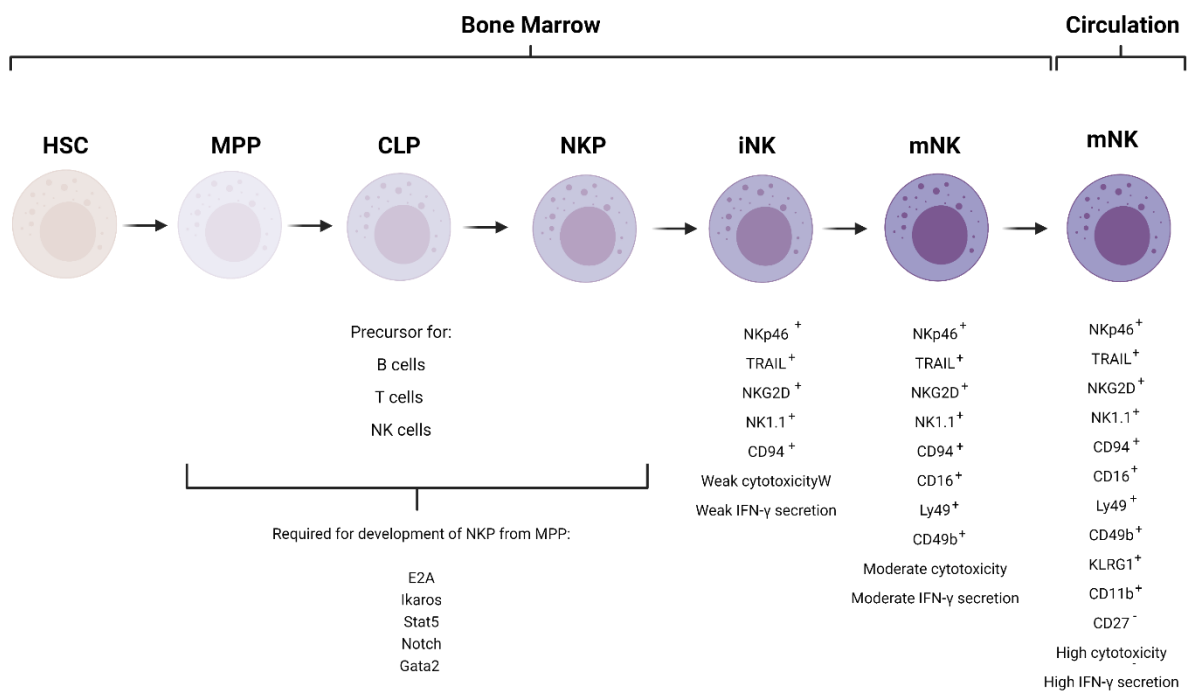 Bone Marrow
Circulation
HSC
MPP
CLP
NKP
iNK
mNK
mNK
Precursor for:
B cells
T cells
NK cells
Required for development of NKP from MPP:
E2A
Ikaros
Stat5
Notch
Gata2
NKp46⁺
TRAIL⁺
NKG2D⁺
NK1.1⁺
CD94⁺
Weak cytotoxicityW
Weak IFN-γ secretion
NKp46⁺
TRAIL⁺
NKG2D⁺
NK1.1⁺
CD94⁺
CD16⁺
Ly49⁺
CD49b⁺
Moderate cytotoxicity
Moderate IFN-γ secretion
NKp46⁺
TRAIL⁺
NKG2D⁺
NK1.1⁺
CD94⁺
CD16⁺
Ly49⁺
CD49b⁺
KLRG1⁺
CD11b⁺
CD27⁻
High cytotoxicity
High IFN-γ secretion